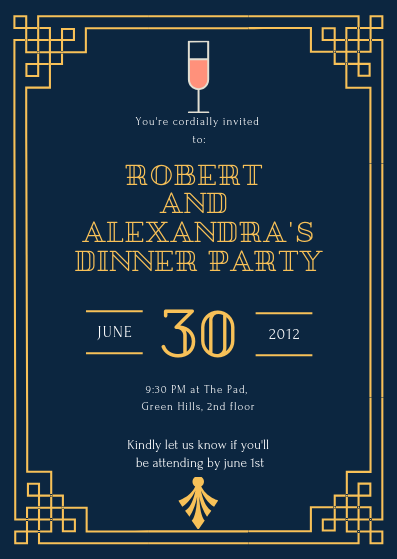 You're cordially invited
to:
ROBERT
AND
ALEXANDRA'S
DINNER PARTY
JUNE
30
2012
9:30 PM at The Pad,
Green Hills, 2nd floor
Kindly let us know if you'll
be attending by june 1st